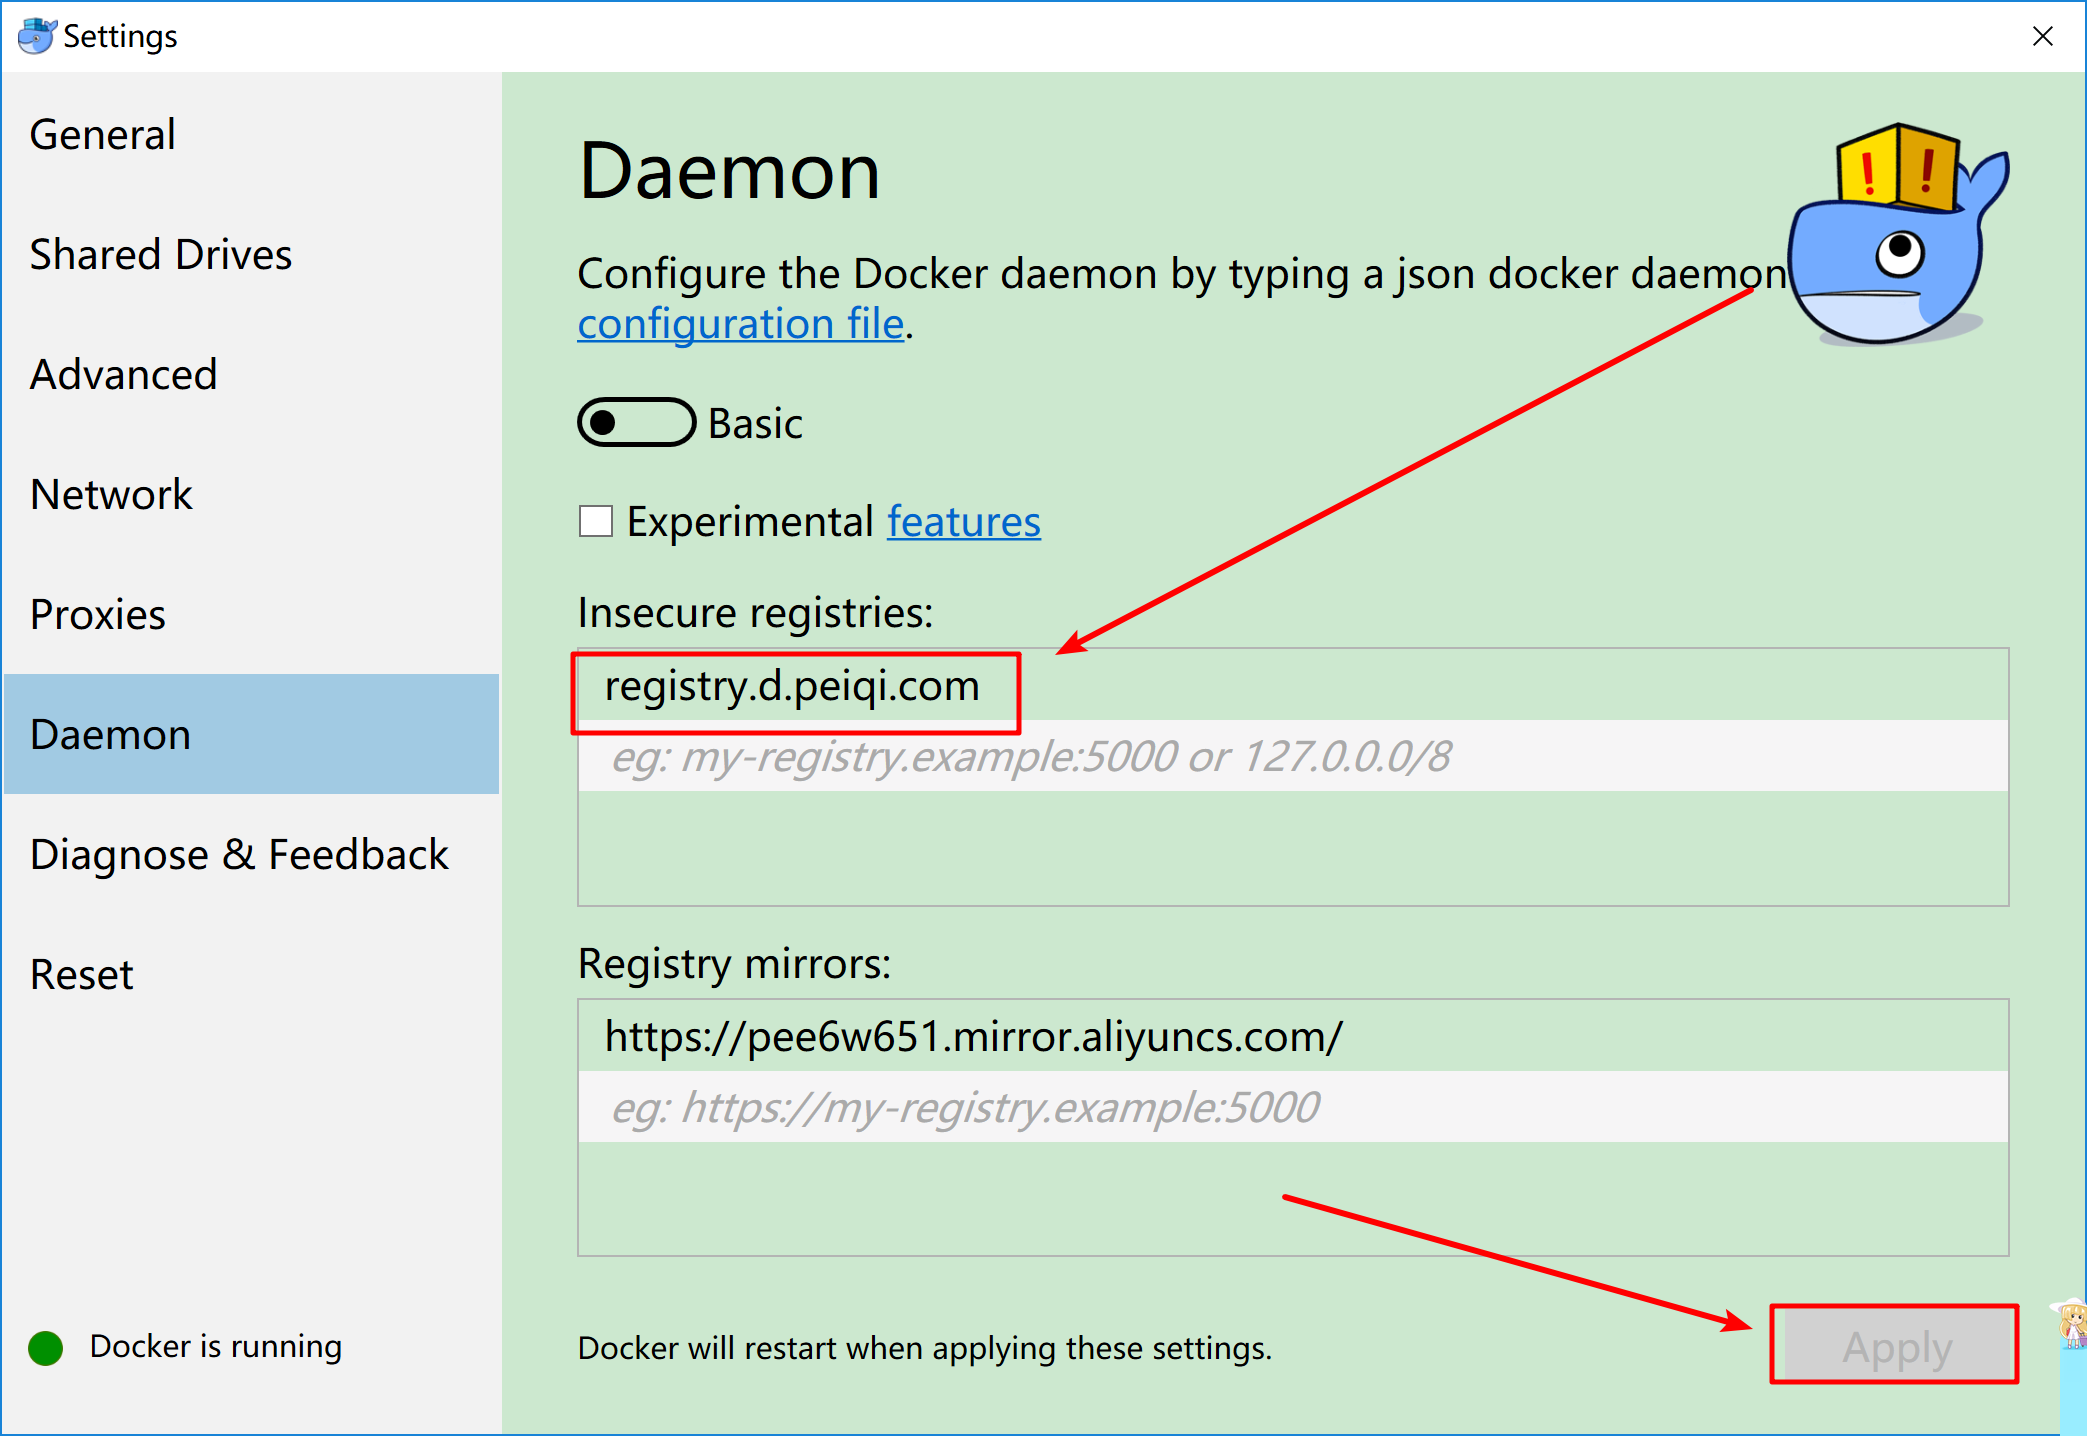 Settings
General
Shared Drives
Advanced
Network
Proxies
Daemon
Diagnose & Feedback
Reset
Docker is running
Daemon
Configure the Docker daemon by typing a json docker daemon
configuration file.
Basic
Experimental features
Insecure registries:
registry.d.peiqi.com
eg: my-registry.example:5000 or 127.0.0.0/8
Registry mirrors:
https://pee6w651.mirror.aliyuncs.com/
eg: https://my-registry.example:5000
Docker will restart when applying these settings.
Apply